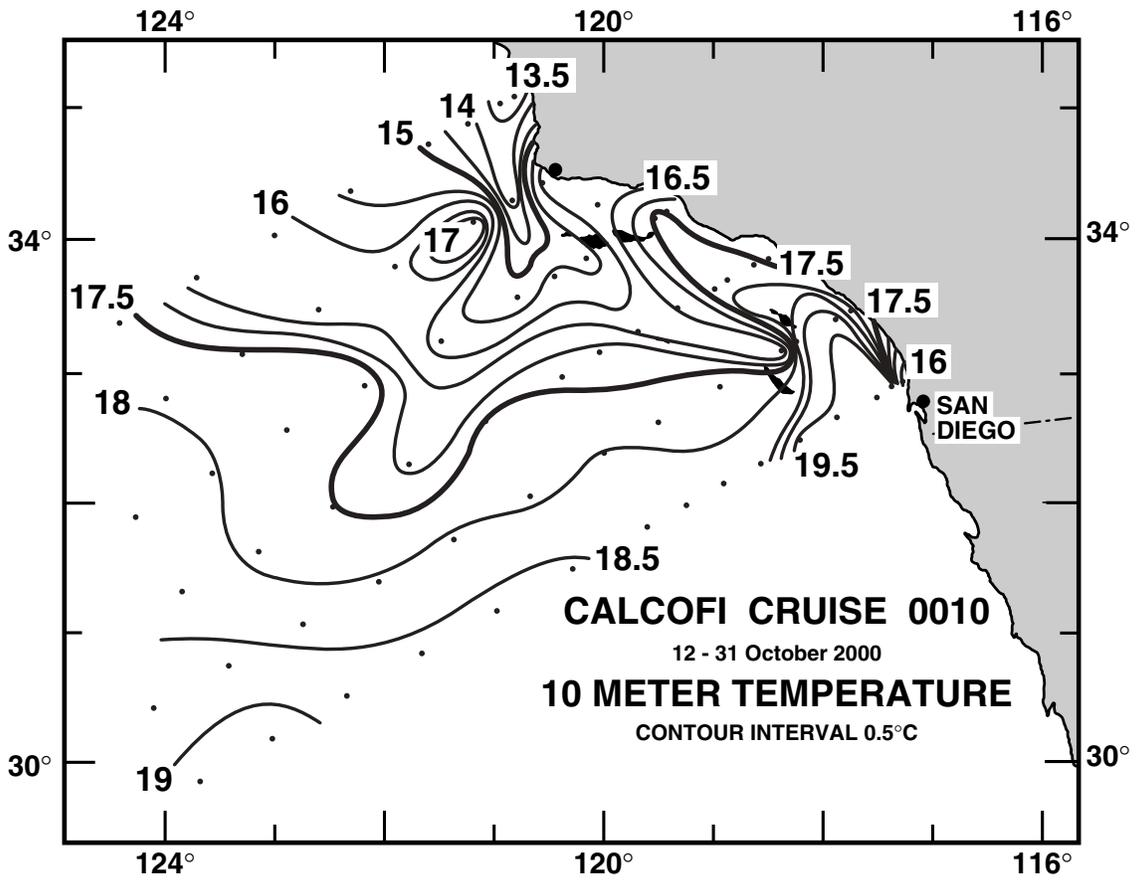 124° 120° 116°
13.5
14
15
16.5
16
34° 17 34°
17.5
17.5 17.5
16
18 SAN
DIEGO
19.5
18.5
CALCOFI CRUISE 0010
12 - 31 October 2000
10 METER TEMPERATURE
CONTOUR INTERVAL 0.5°C
30° 30°
19
124° 120° 116°